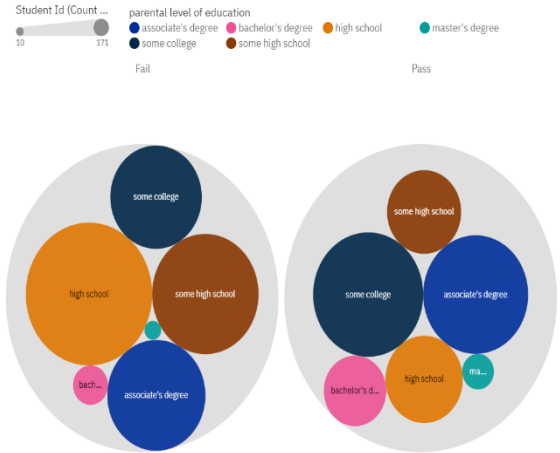 Student Id (Count ...
10
171
parental level of education
associate's degree
bachelor's degree
high school
master's degree
some college
some high school
Fail
Pass
some college
high school
some high school
bach...
associate's degree
some high school
some college
associate's degree
high school
ma...
bachelor's d...